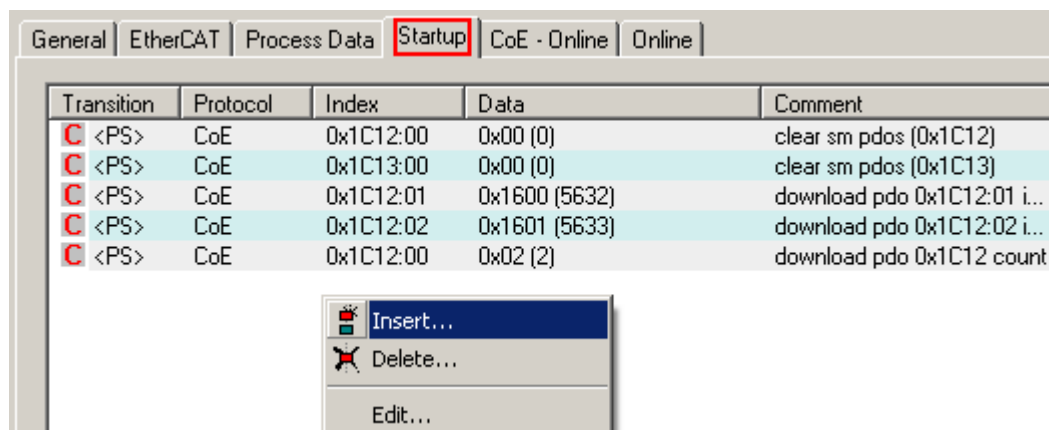 General EtherCAT Process Data Startup CoE - Online Online
Transition Protocol Index Data Comment
C <PS> CoE 0x1C12:00 0x00 (0) clear sm pdos (0x1C12)
C <PS> CoE 0x1C13:00 0x00 (0) clear sm pdos (0x1C13)
C <PS> CoE 0x1C12:01 0x1600 (5632) download pdo 0x1C12:01 i...
C <PS> CoE 0x1C12:02 0x1601 (5633) download pdo 0x1C12:02 i...
C <PS> CoE 0x1C12:00 0x02 (2) download pdo 0x1C12 count
Insert...
Delete...
Edit...